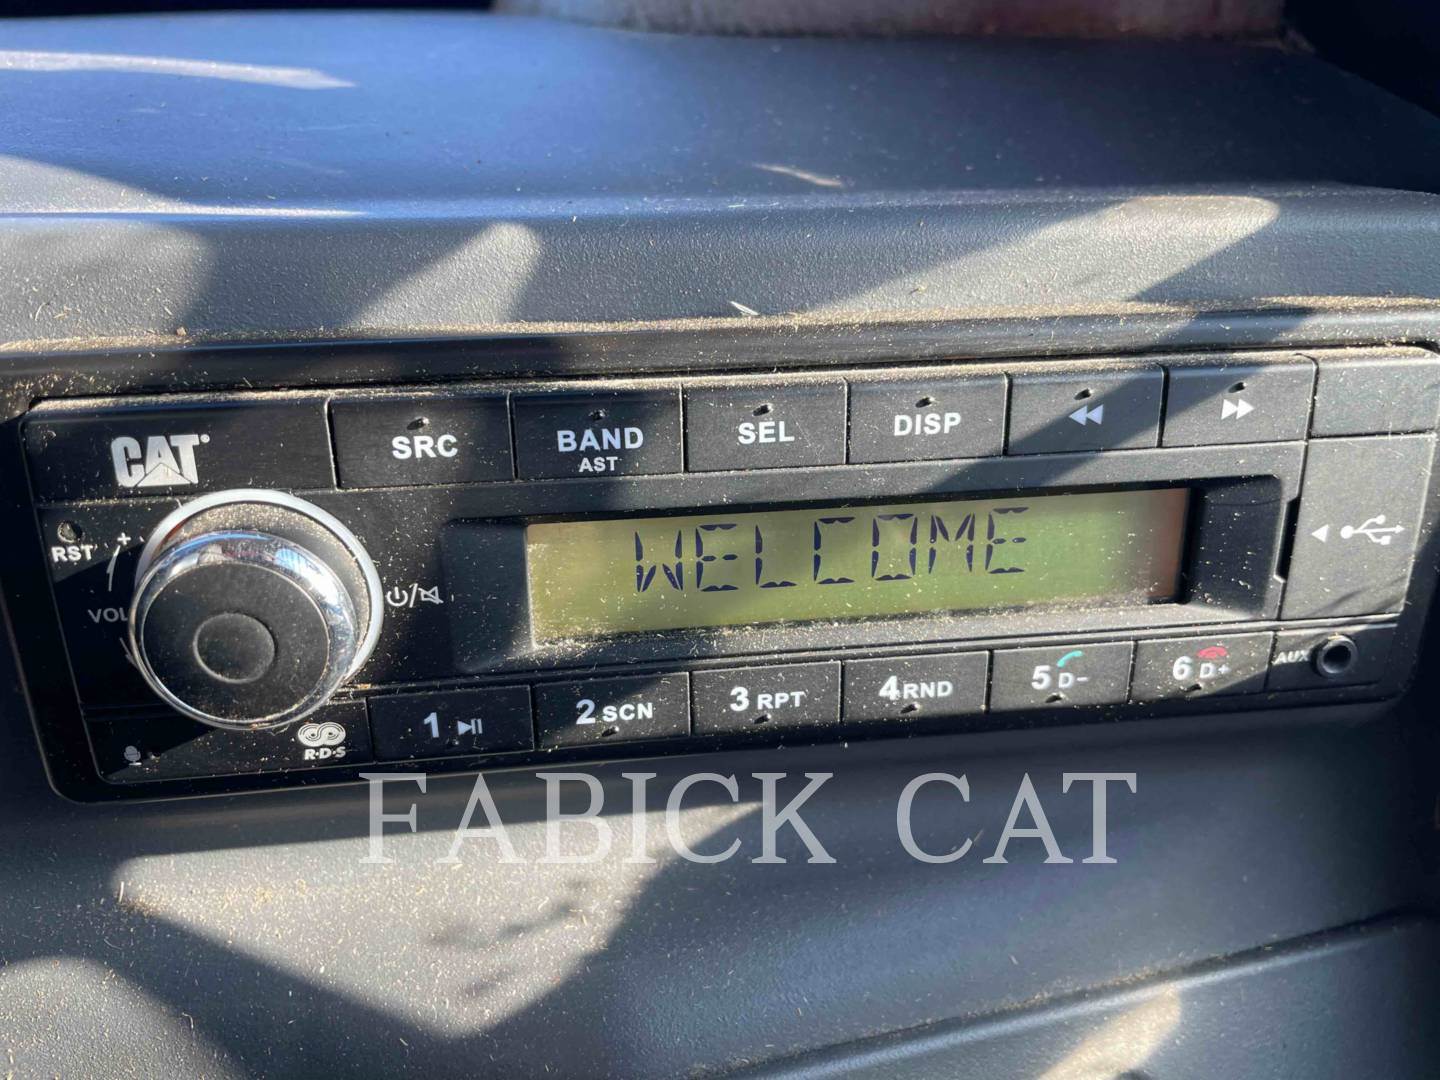 CAT
SRC
BAND
AST
SEL
DISP
RST
+
VOL
WELCOME
R·D·S
1
2 SCN
3 RPT
4 RND
5 D-
6 D+
AUX
FABICK CAT